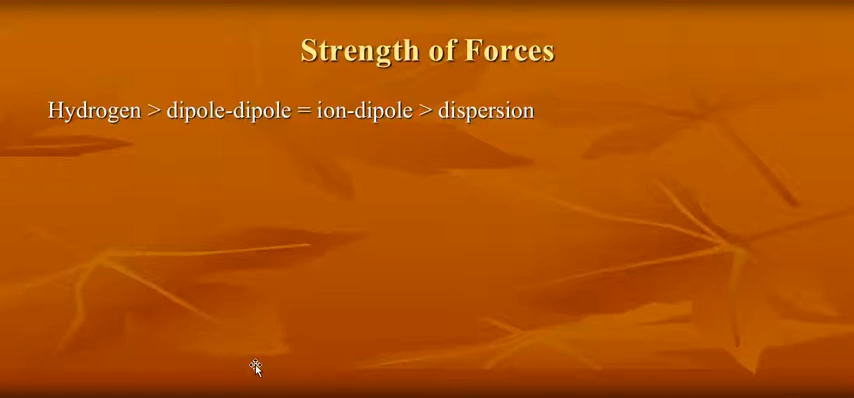 Strength of Forces
Hydrogen > dipole-dipole = ion-dipole > dispersion